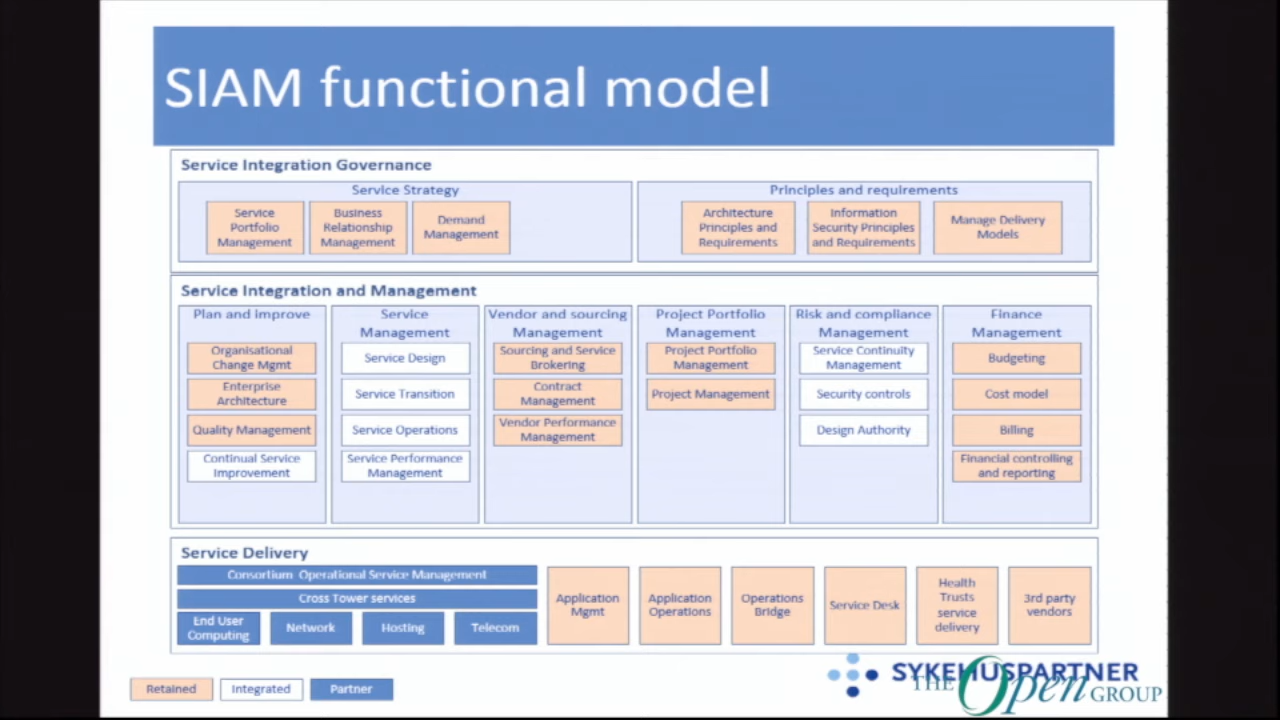 SIAM functional model
Service Integration Governance
Service Strategy
Service
Portfolio
Management
Business
Relationship
Management
Demand
Management
Principles and requirements
Architecture
Principles and
Requirements
Information
Security Principles
and Requirements
Manage Delivery
Models
Service Integration and Management
Plan and improve
Organisational
Change Mgmt
Enterprise
Architecture
Quality Management
Continual Service
Improvement
Service
Management
Service Design
Service Transition
Service Operations
Service Performance
Management
Vendor and sourcing
Management
Sourcing and Service
Brokering
Contract
Management
Vendor Performance
Management
Project Portfolio
Management
Project Portfolio
Management
Project Management
Risk and compliance
Management
Service Continuity
Management
Security controls
Design Authority
Finance
Management
Budgeting
Cost model
Billing
Financial controlling
and reporting
Service Delivery
Consortium Operational Service Management
Cross Tower services
End User
Computing
Network
Hosting
Telecom
Application
Mgmt
Application
Operations
Operations
Bridge
Service Desk
Health
Trusts
service
delivery
3rd party
vendors
Retained
Integrated
Partner
SYKEHUSPARTNER
THE Open GROUP